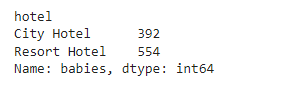 hotel
City Hotel      392
Resort Hotel    554
Name: babies, dtype: int64